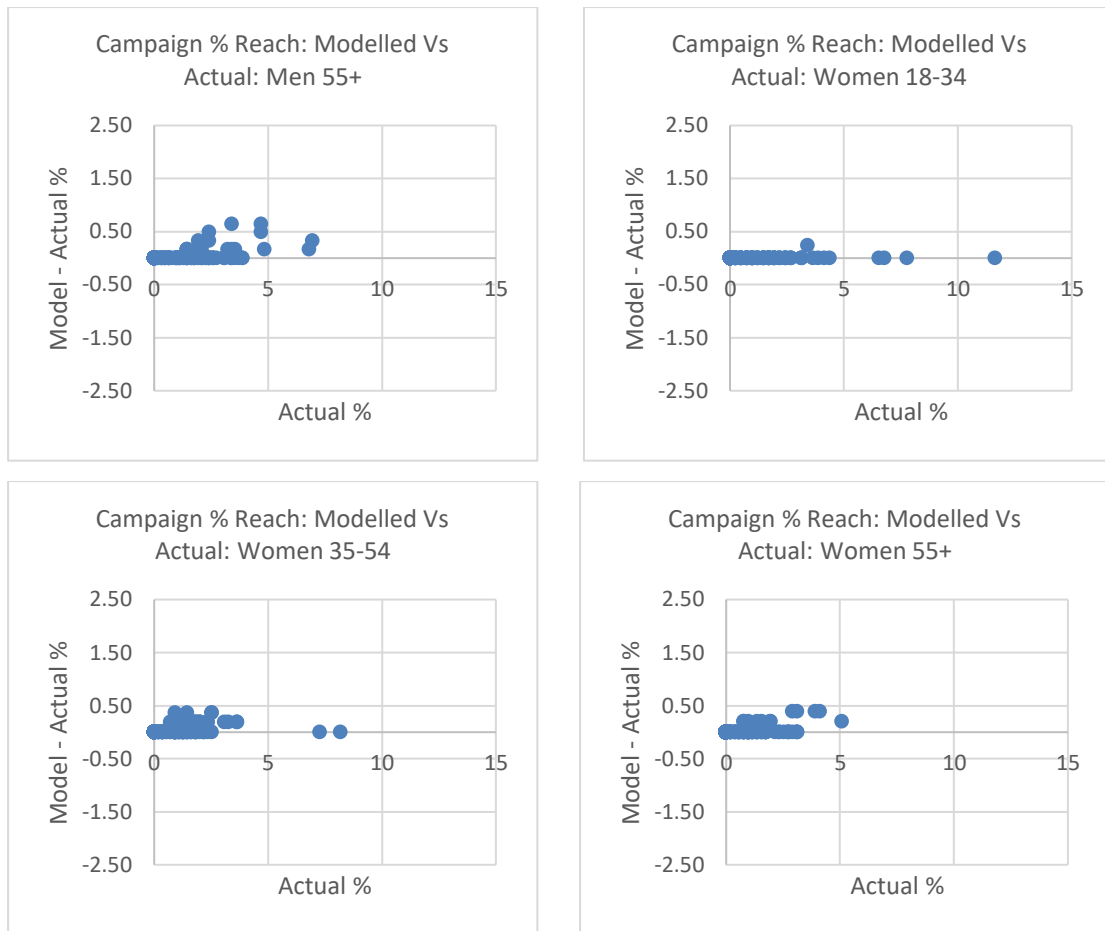 Campaign % Reach: Modelled Vs
Actual: Men 55+
2.50
1.50
0.50
-0.50
-1.50
-2.50
0 5 10 15
Model - Actual %
Actual %
Campaign % Reach: Modelled Vs
Actual: Women 18-34
2.50
1.50
0.50
-0.50
-1.50
-2.50
0 5 10 15
Model - Actual %
Actual %
Campaign % Reach: Modelled Vs
Actual: Women 35-54
2.50
1.50
0.50
-0.50
-1.50
-2.50
0 5 10 15
Model - Actual %
Actual %
Campaign % Reach: Modelled Vs
Actual: Women 55+
2.50
1.50
0.50
-0.50
-1.50
-2.50
0 5 10 15
Model - Actual %
Actual %